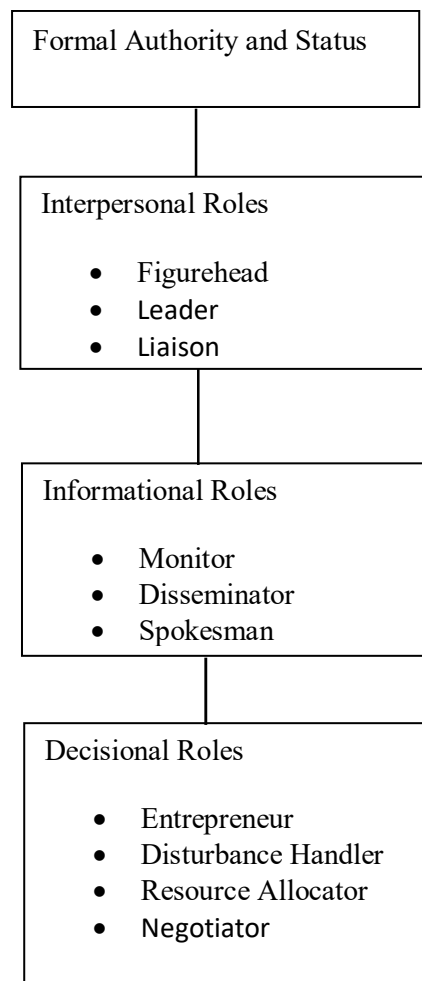 Formal Authority and Status
Interpersonal Roles
• Figurehead
• Leader
• Liaison
Informational Roles
• Monitor
• Disseminator
• Spokesman
Decisional Roles
• Entrepreneur
• Disturbance Handler
• Resource Allocator
• Negotiator